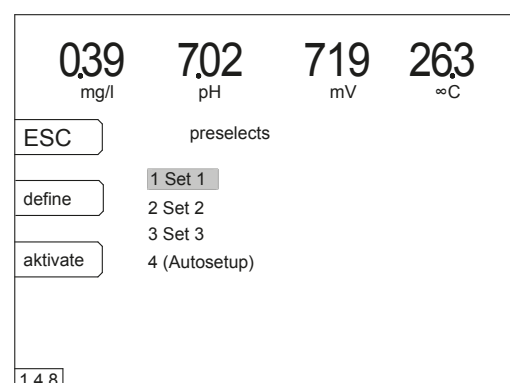 0.39 7.02 719 26.3
mg/l pH mV ∞C
ESC preselects
1 Set 1
define 2 Set 2
3 Set 3
aktivate 4 (Autosetup)
1.4.8